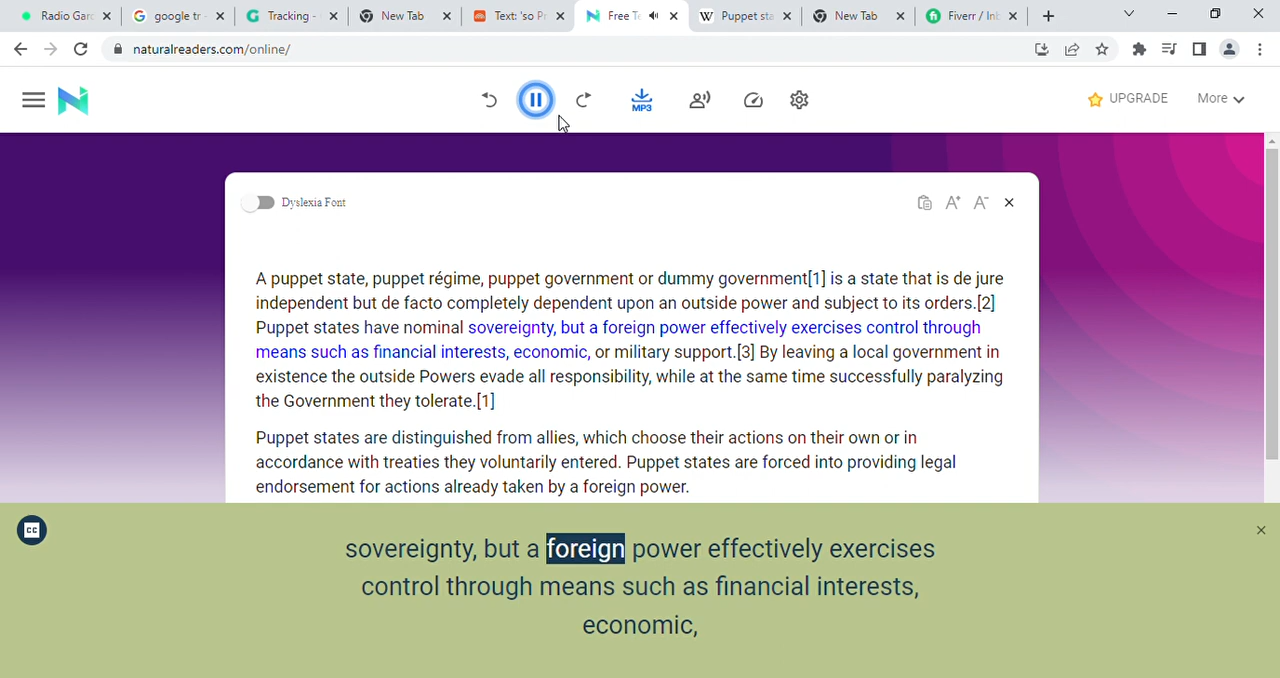 Radio Gar
google tr
Tracking -
New Tab
Text: 'so P
Free Te
Puppet sta
New Tab
Fiverr / In
naturalreaders.com/online/
MP3
UPGRADE
More
Dyslexia Font
A+
A-
A puppet state, puppet régime, puppet government or dummy government[1] is a state that is de jure
independent but de facto completely dependent upon an outside power and subject to its orders.[2]
Puppet states have nominal sovereignty, but a foreign power effectively exercises control through
means such as financial interests, economic, or military support.[3] By leaving a local government in
existence the outside Powers evade all responsibility, while at the same time successfully paralyzing
the Government they tolerate.[1]
Puppet states are distinguished from allies, which choose their actions on their own or in
accordance with treaties they voluntarily entered. Puppet states are forced into providing legal
endorsement for actions already taken by a foreign power.
CC
sovereignty, but a foreign power effectively exercises
control through means such as financial interests,
economic,